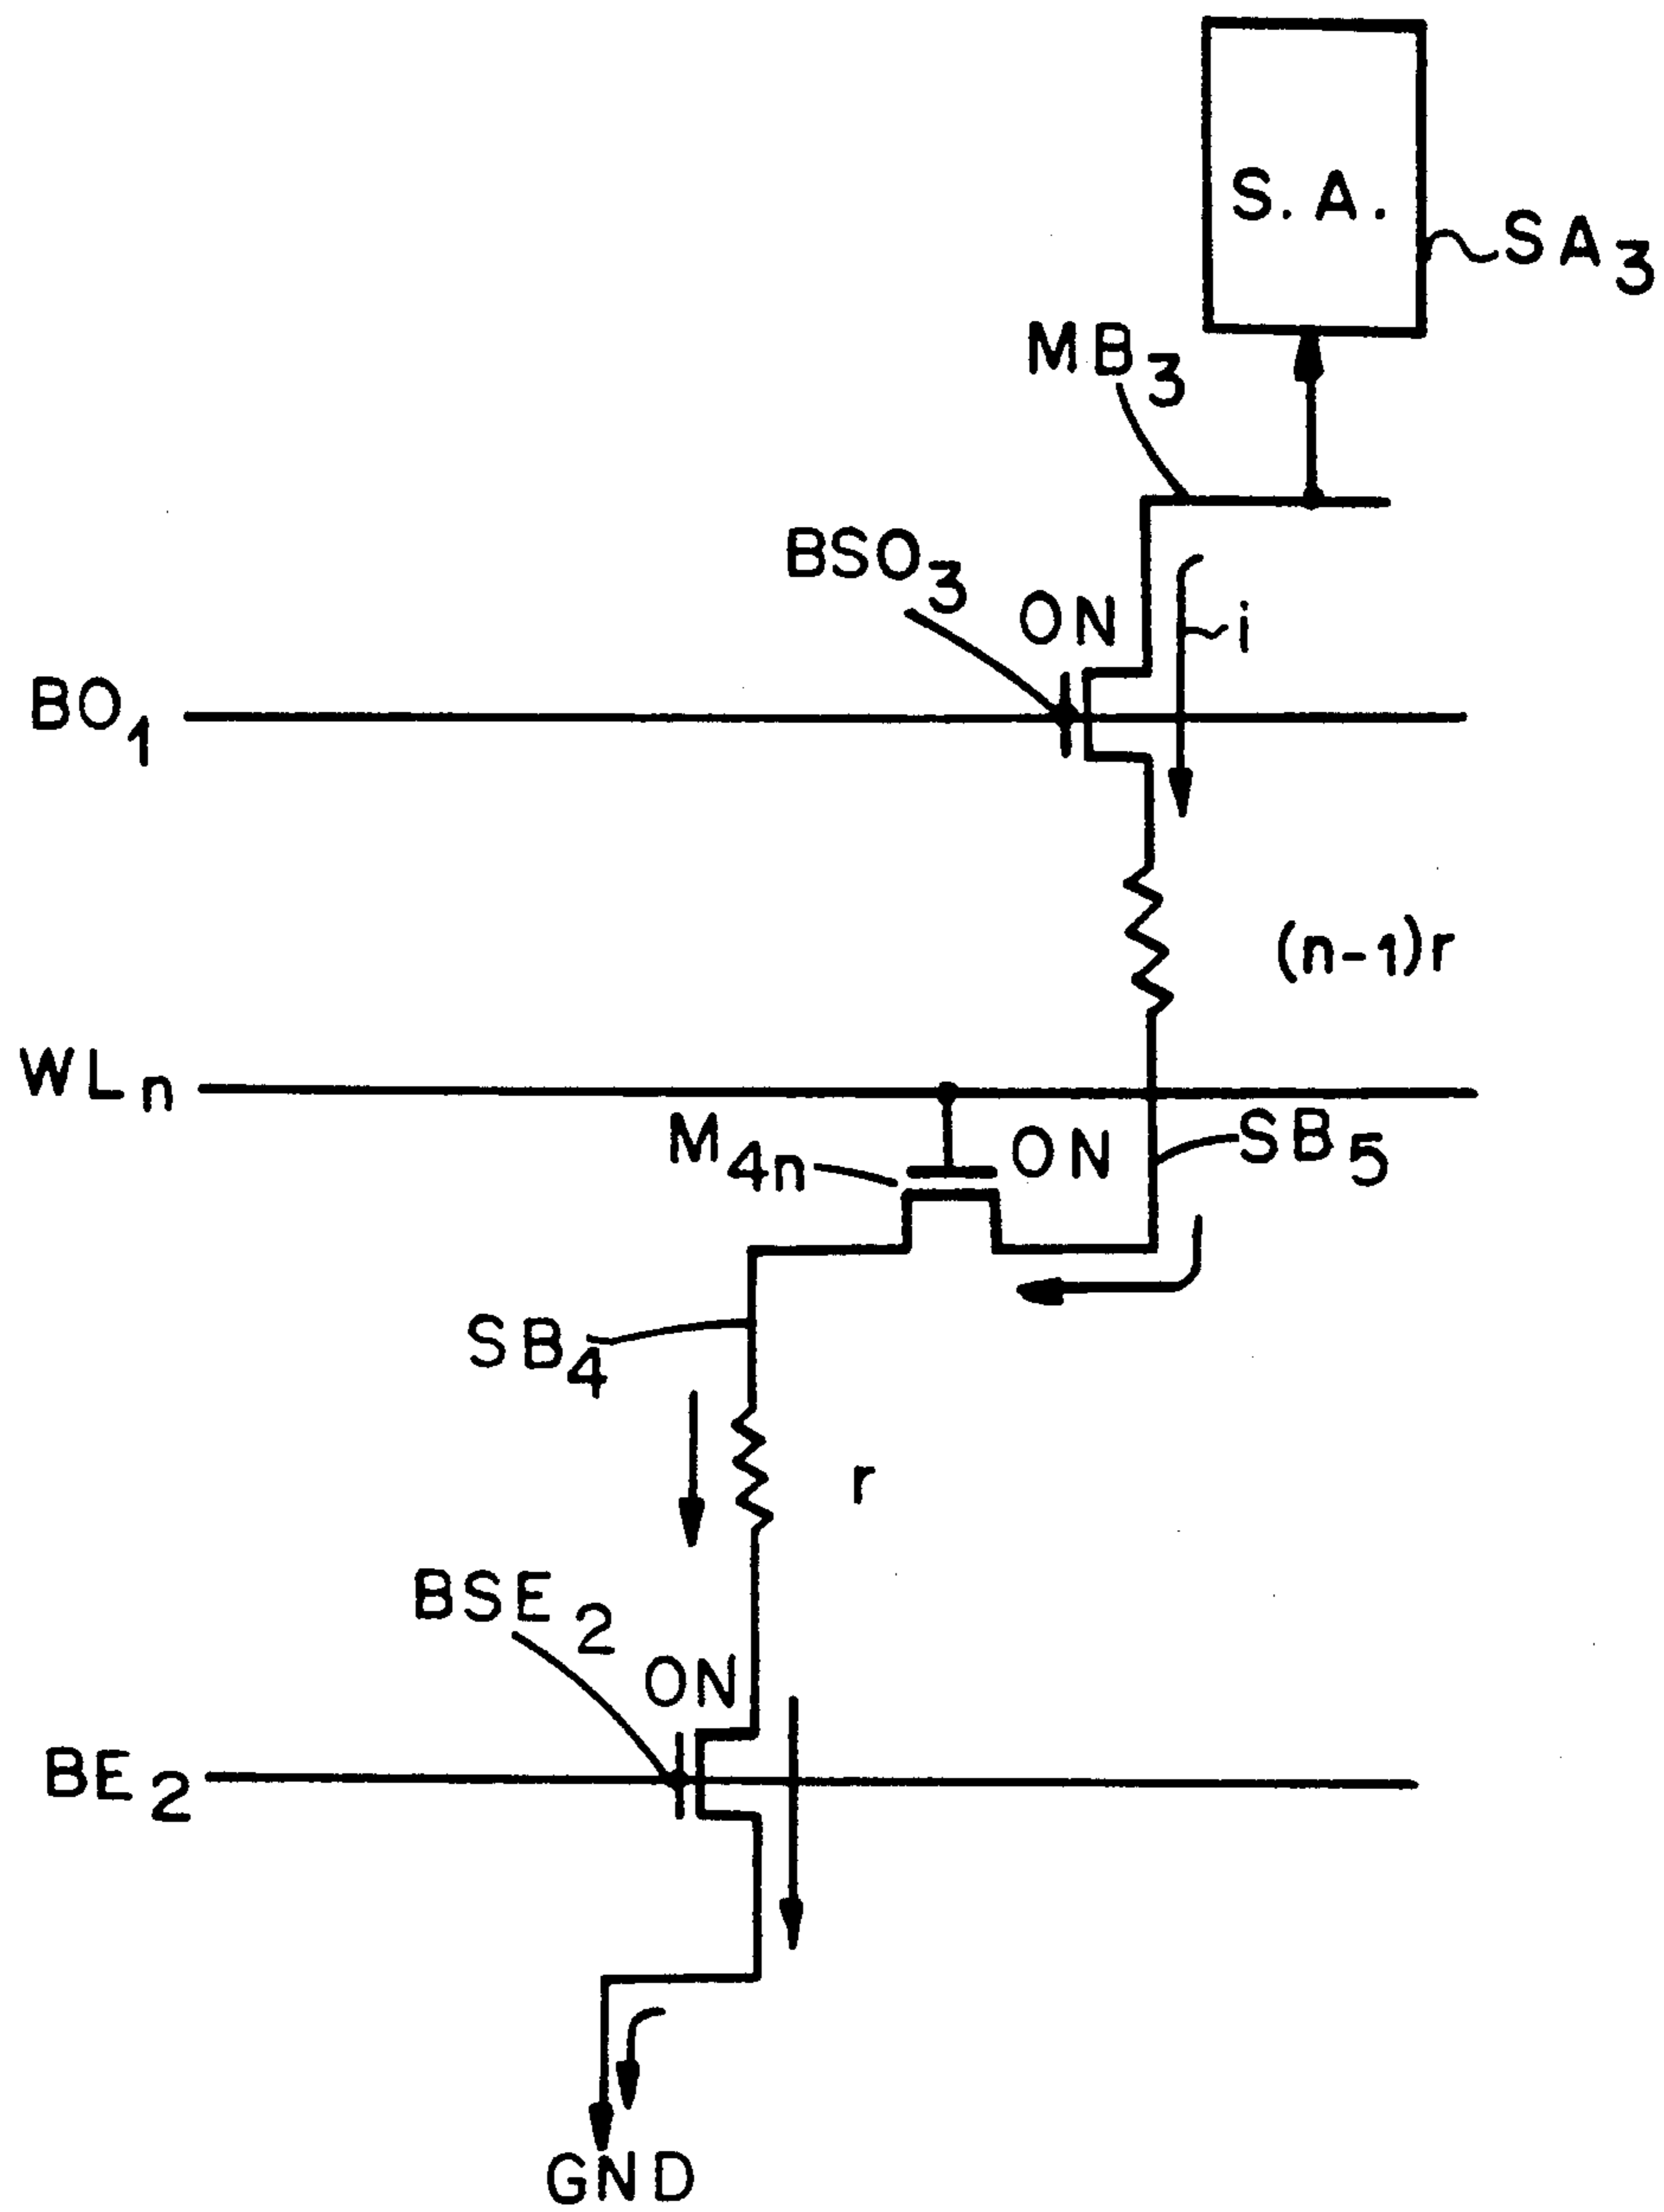 S. A.
SA3
MB3
BSO3
ON
i
BO1
(n-1)r
WLn
M4n
ON
SB5
SB4
r
BSE2
ON
BE2
GND